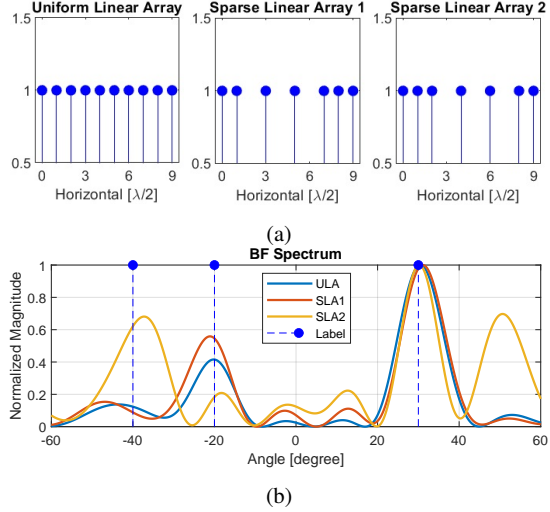 Uniform Linear Array
Sparse Linear Array 1
Sparse Linear Array 2
1.5
1
0.5
0 3 6 9
Horizontal [λ/2]
1.5
1
0.5
0 3 6 9
Horizontal [λ/2]
1.5
1
0.5
0 3 6 9
Horizontal [λ/2]
(a)
BF Spectrum
Normalized Magnitude
1
0.8
0.6
0.4
0.2
0
ULA
SLA1
SLA2
Label
-60 -40 -20 0 20 40 60
Angle [degree]
(b)